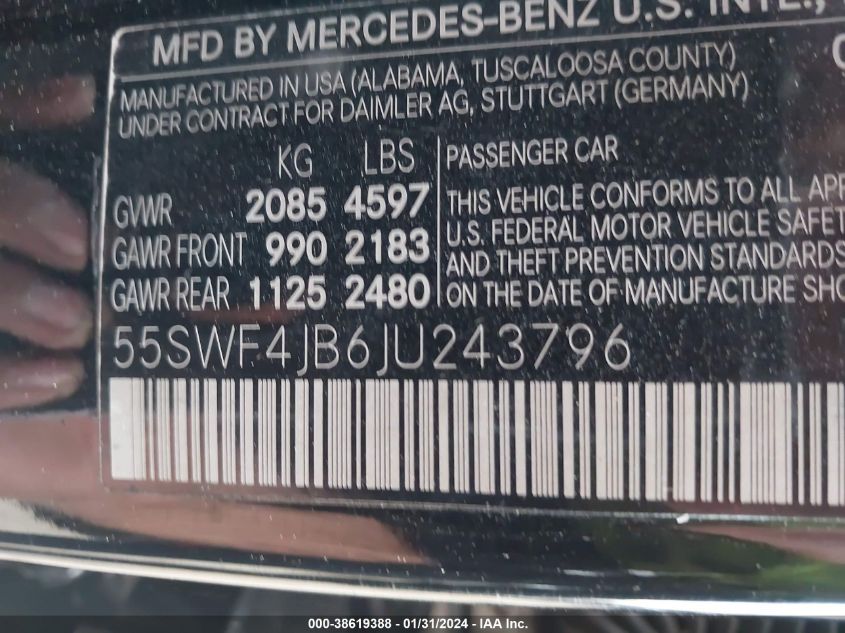 MFD BY MERCEDES-BENZ U.S. INTL.,
MANUFACTURED IN USA (ALABAMA, TUSCALOOSA COUNTY)
UNDER CONTRACT FOR DAIMLER AG, STUTTGART (GERMANY)
KG LBS
GVWR 2085 4597
GAWR FRONT 990 2183
GAWR REAR 1125 2480
PASSENGER CAR
THIS VEHICLE CONFORMS TO ALL APP
U.S. FEDERAL MOTOR VEHICLE SAFET
AND THEFT PREVENTION STANDARDS
ON THE DATE OF MANUFACTURE SHO
55SWF4JB6JU243796
000-38619388 - 01/31/2024 - IAA Inc.